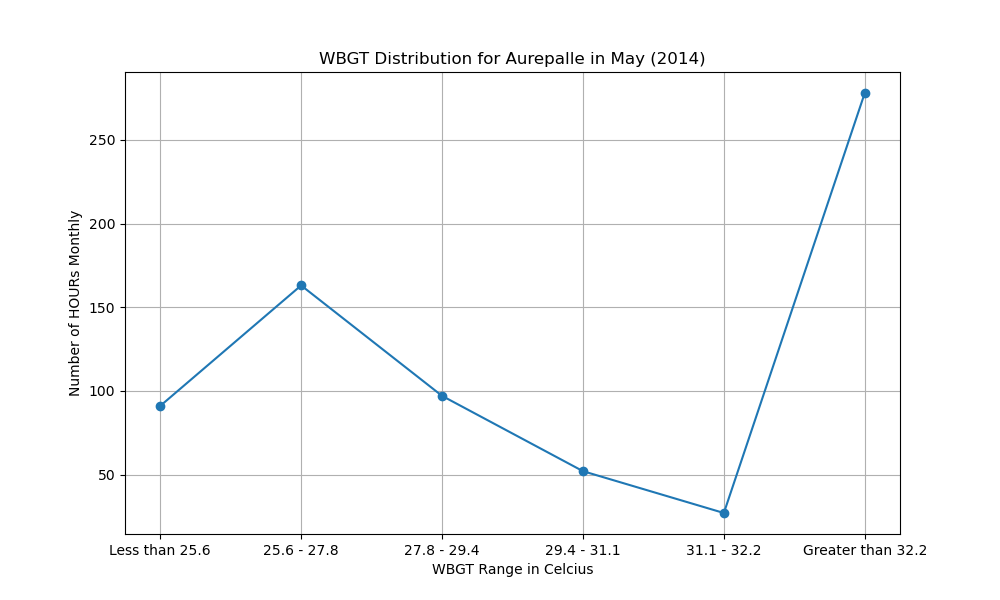 WBGT Distribution for Aurepalle in May (2014)
Number of HOURs Monthly
250
200
150
100
50
Less than 25.6
25.6 - 27.8
27.8 - 29.4
29.4 - 31.1
31.1 - 32.2
Greater than 32.2
WBGT Range in Celcius